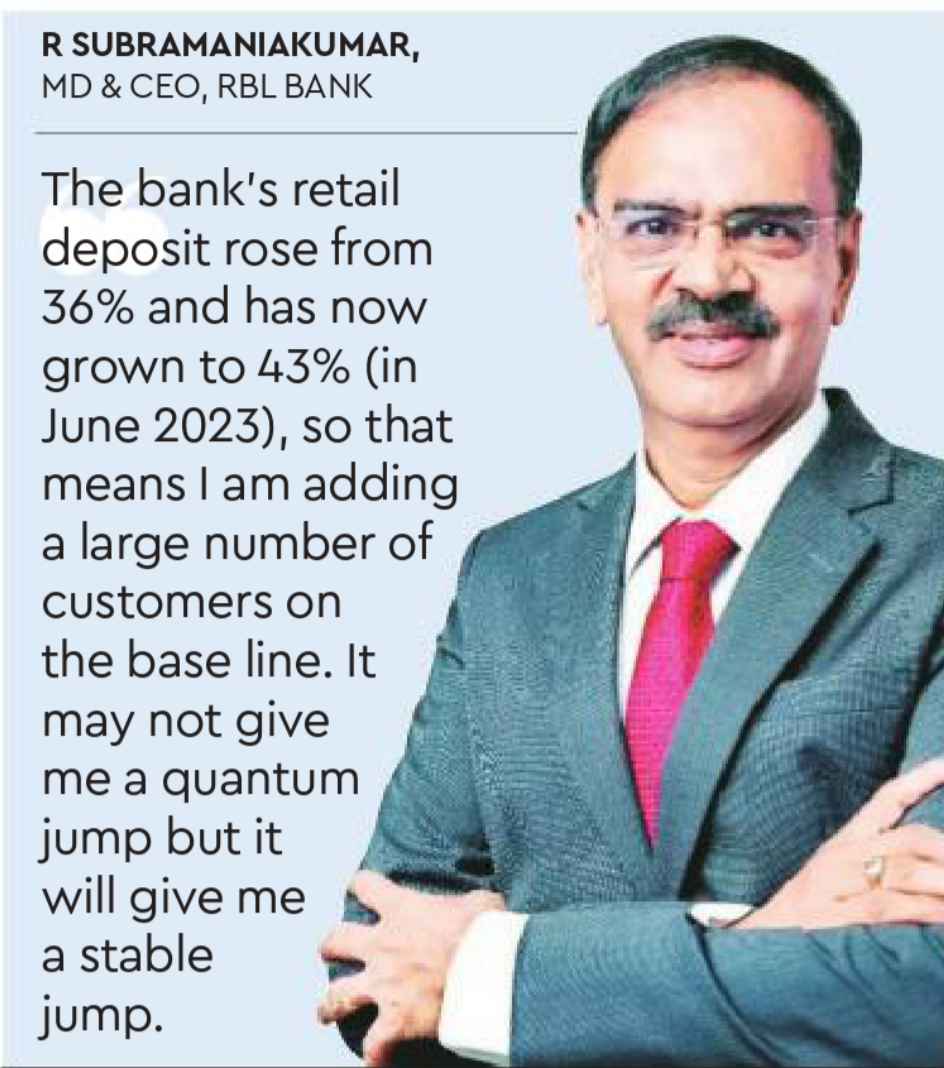 R SUBRAMANIAKUMAR,
MD & CEO, RBL BANK
The bank's retail
deposit rose from
36% and has now
grown to 43% (in
June 2023), so that
means I am adding
a large number of
customers on
the base line. It
may not give
me a quantum
jump but it
will give me
a stable
jump.